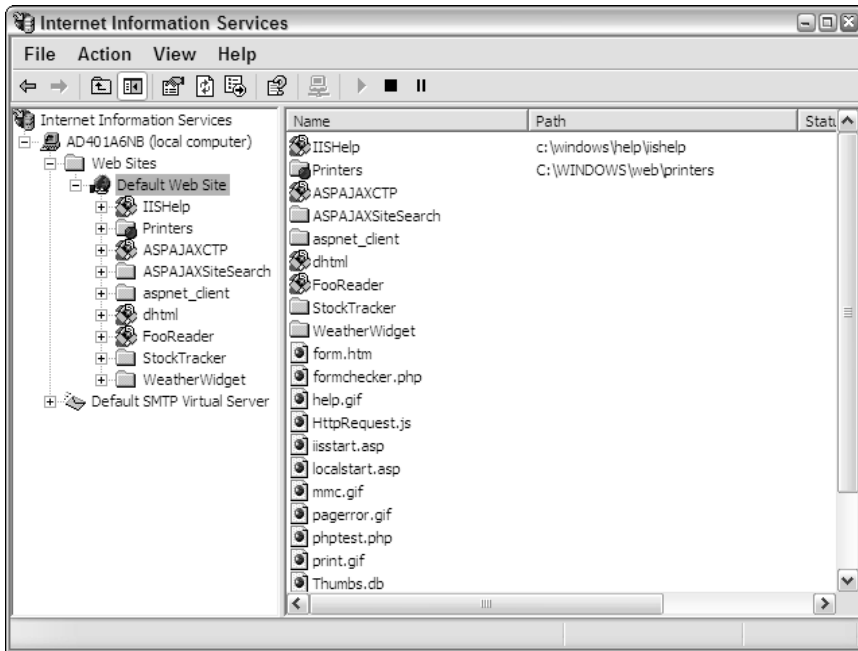 Internet Information Services
File Action View Help
Internet Information Services
AD401A6NB (local computer)
Web Sites
Default Web Site
IISHelp
Printers
ASPAJAXCTP
ASPAJAXSiteSearch
aspnet_client
dhtml
FooReader
StockTracker
WeatherWidget
Default SMTP Virtual Server
Name Path
IISHelp c:\windows\help\iishelp
Printers C:\WINDOWS\web\printers
ASPAJAXCTP
ASPAJAXSiteSearch
aspnet_client
dhtml
FooReader
StockTracker
WeatherWidget
form.htm
formchecker.php
help.gif
HttpRequest.js
iisstart.asp
localstart.asp
mmc.gif
pagerror.gif
phptest.php
print.gif
Thumbs.db